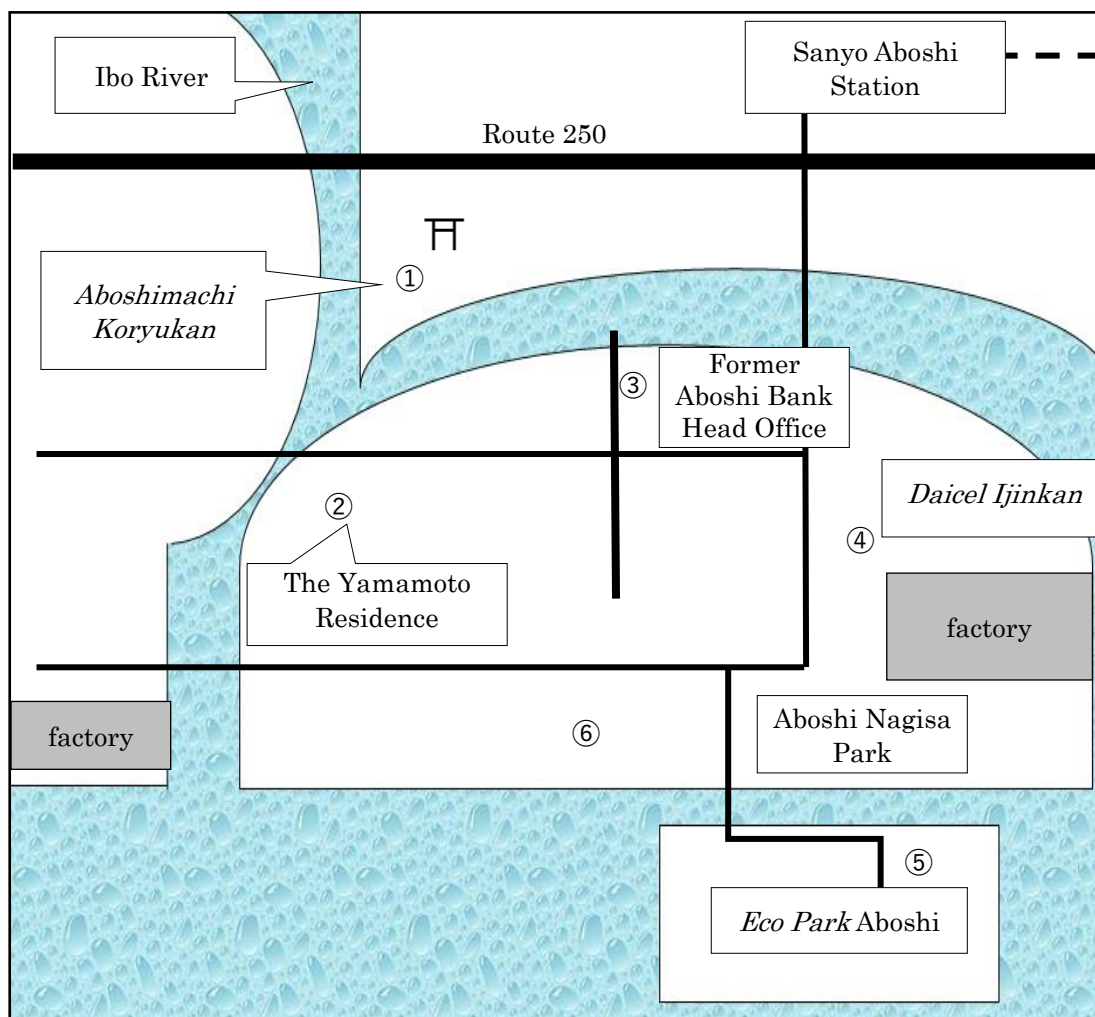 Ibo River
Sanyo Aboshi
Station
Route 250
①
Aboshimachi
Koryukan
③
Former
Aboshi Bank
Head Office
Daicel Ijinkan
②
④
The Yamamoto
Residence
factory
factory
⑥
Aboshi Nagisa
Park
⑤
Eco Park Aboshi